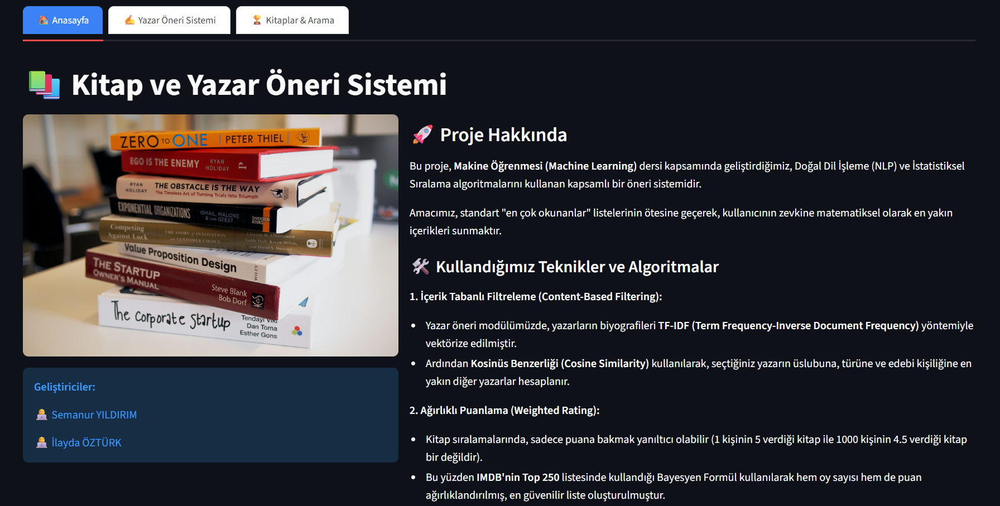 Anasayfa
Yazar Öneri Sistemi
Kitaplar & Arama
Kitap ve Yazar Öneri Sistemi
ZERO TO ONE PETER THIEL
EGO IS THE ENEMY RYAN HOLIDAY
RYAN HOLIDAY THE OBSTACLE IS THE WAY
The Timeless Art of Turning Trials into Triumph
EXPONENTIAL ORGANIZATIONS ISMAIL, MALONE & VAN GEEST DIVERSION BOOKS
Competing Against Luck THE STORY of INNOVATION and CUSTOMER CHOICE Clayton M. Christensen
Taddy Hall, Karen Dillon,
and David S. Duncan
Value Proposition Design WILEY
THE STARTUP
OWNER'S MANUAL
Steve Blank
Bob Dorf
The corporate startup
Tendayi Viki
Dan Toma
Esther Gons
Geliştiriciler:
Semanur YILDIRIM
İlayda ÖZTÜRK
Proje Hakkında
Bu proje, Makine Öğrenmesi (Machine Learning) dersi kapsamında geliştirdiğimiz, Doğal Dil İşleme (NLP) ve İstatistiksel
Sıralama algoritmalarını kullanan kapsamlı bir öneri sistemidir.
Amacımız, standart "en çok okunanlar" listelerinin ötesine geçerek, kullanıcının zevkine matematiksel olarak en yakın
içerikleri sunmaktır.
Kullandığımız Teknikler ve Algoritmalar
1. İçerik Tabanlı Filtreleme (Content-Based Filtering):
• Yazar öneri modülümüzde, yazarların biyografileri TF-IDF (Term Frequency-Inverse Document Frequency) yöntemiyle
vektörize edilmiştir.
• Ardından Kosinüs Benzerliği (Cosine Similarity) kullanılarak, seçtiğiniz yazarın üslubuna, türüne ve edebi kişiliğine en
yakın diğer yazarlar hesaplanır.
2. Ağırlıklı Puanlama (Weighted Rating):
• Kitap sıralamalarında, sadece puana bakmak yanıltıcı olabilir (1 kişinin 5 verdiği kitap ile 1000 kişinin 4.5 verdiği kitap
bir değildir).
• Bu yüzden IMDB'nin Top 250 listesinde kullandığı Bayesyen Formül kullanılarak hem oy sayısı hem de puan
ağırlıklandırılmış, en güvenilir liste oluşturulmuştur.